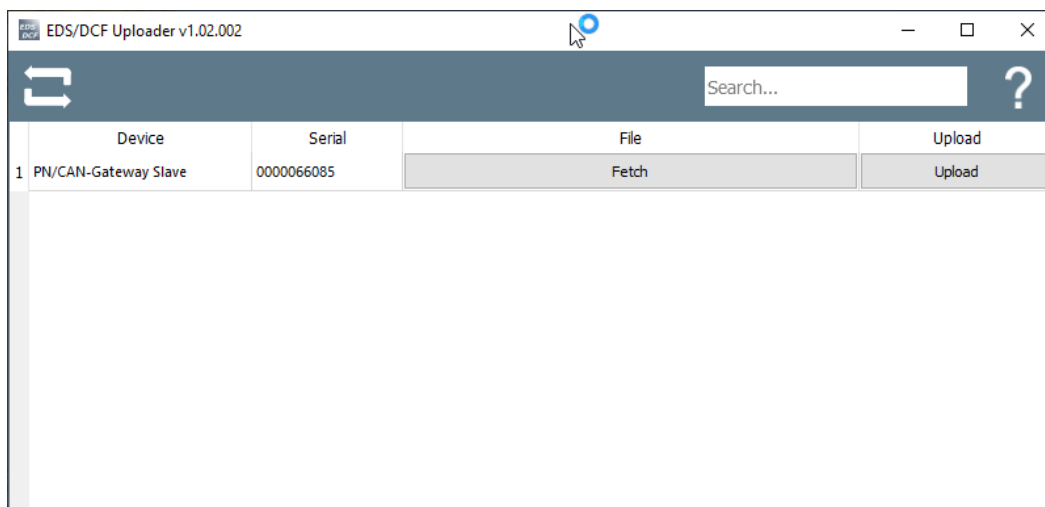 EDS DCF EDS/DCF Uploader v1.02.002
Search... ?
Device Serial File Upload
1 PN/CAN-Gateway Slave 0000066085 Fetch Upload